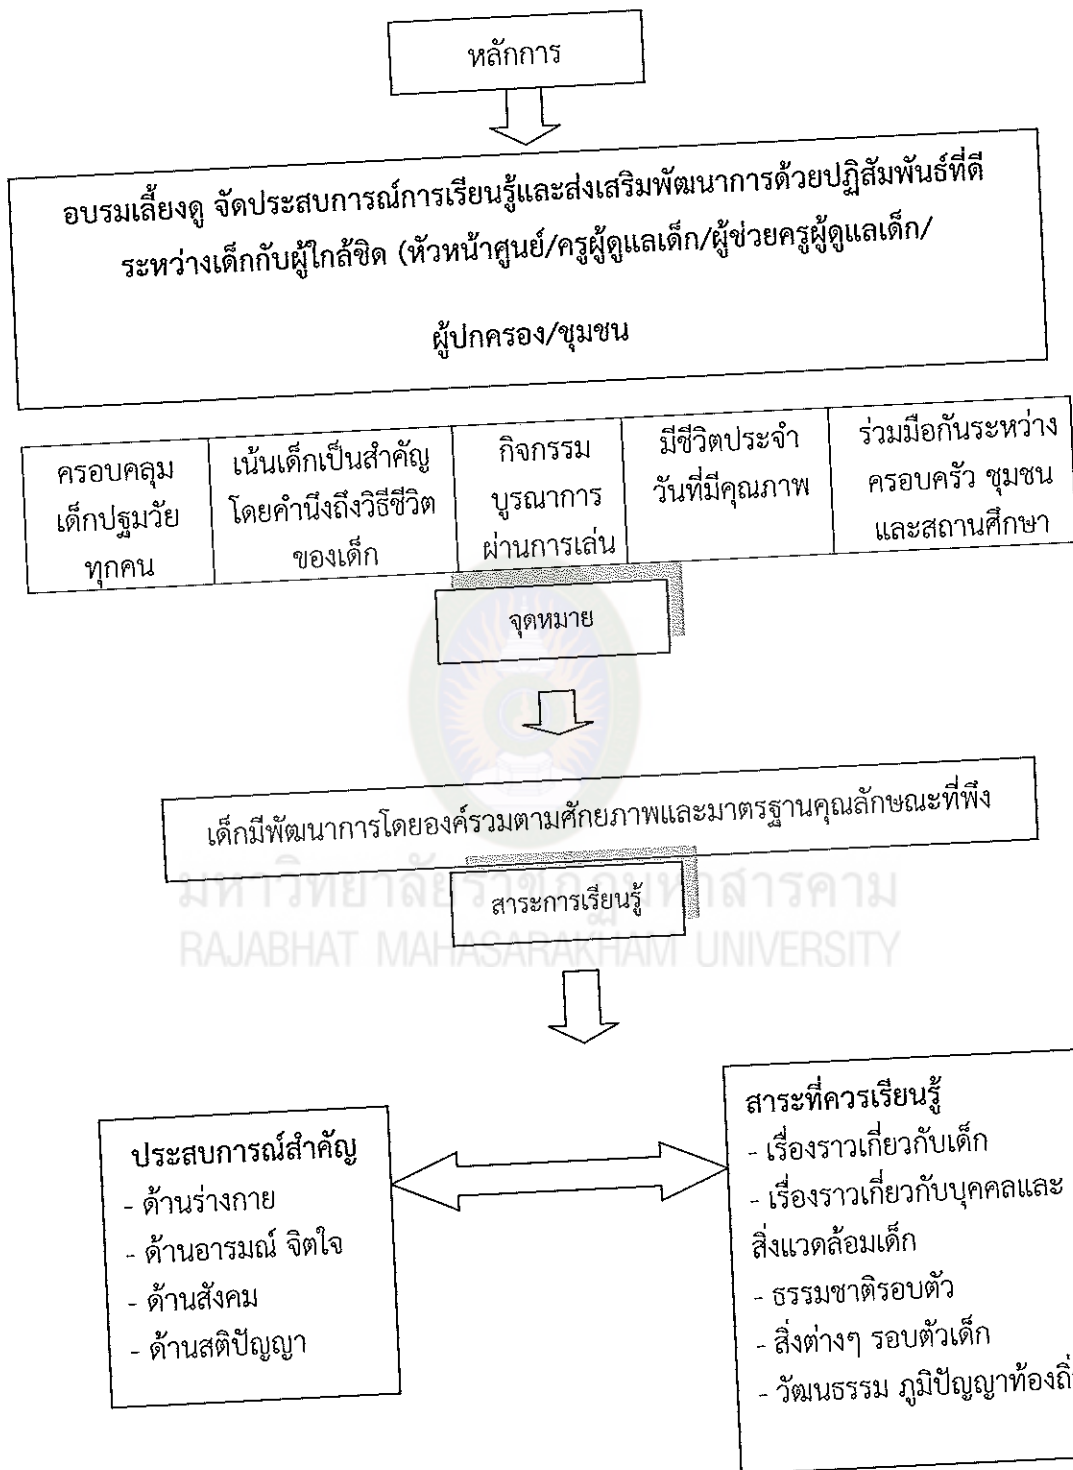 หลักการ
อบรมเลี้ยงดู จัดประสบการณ์การเรียนรู้และส่งเสริมพัฒนาการด้วยปฏิสัมพันธ์ที่ดี
ระหว่างเด็กกับผู้ใกล้ชิด (หัวหน้าศูนย์/ครูผู้ดูแลเด็ก/ผู้ช่วยครูผู้ดูแลเด็ก/
ผู้ปกครอง/ชุมชน
ครอบคลุม
เด็กปฐมวัย
ทุกคน
เน้นเด็กเป็นสำคัญ
โดยคำนึงถึงวิธีชีวิต
ของเด็ก
กิจกรรม
บูรณาการ
ผ่านการเล่น
มีชีวิตประจำ
วันที่มีคุณภาพ
ร่วมมือกันระหว่าง
ครอบครัว ชุมชน
และสถานศึกษา
จุดหมาย
เด็กมีพัฒนาการโดยองค์รวมตามศักยภาพและมาตรฐานคุณลักษณะที่พึง
มหาวิทยาลัยราชภัฏมหาสารคาม
สาระการเรียนรู้
RAJABHAT MAHASARAKHAM UNIVERSITY
ประสบการณ์สำคัญ
- ด้านร่างกาย
- ด้านอารมณ์ จิตใจ
- ด้านสังคม
- ด้านสติปัญญา
สาระที่ควรเรียนรู้
- เรื่องราวเกี่ยวกับเด็ก
- เรื่องราวเกี่ยวกับบุคคลและ
สิ่งแวดล้อมเด็ก
- ธรรมชาติรอบตัว
- สิ่งต่างๆ รอบตัวเด็ก
- วัฒนธรรม ภูมิปัญญา